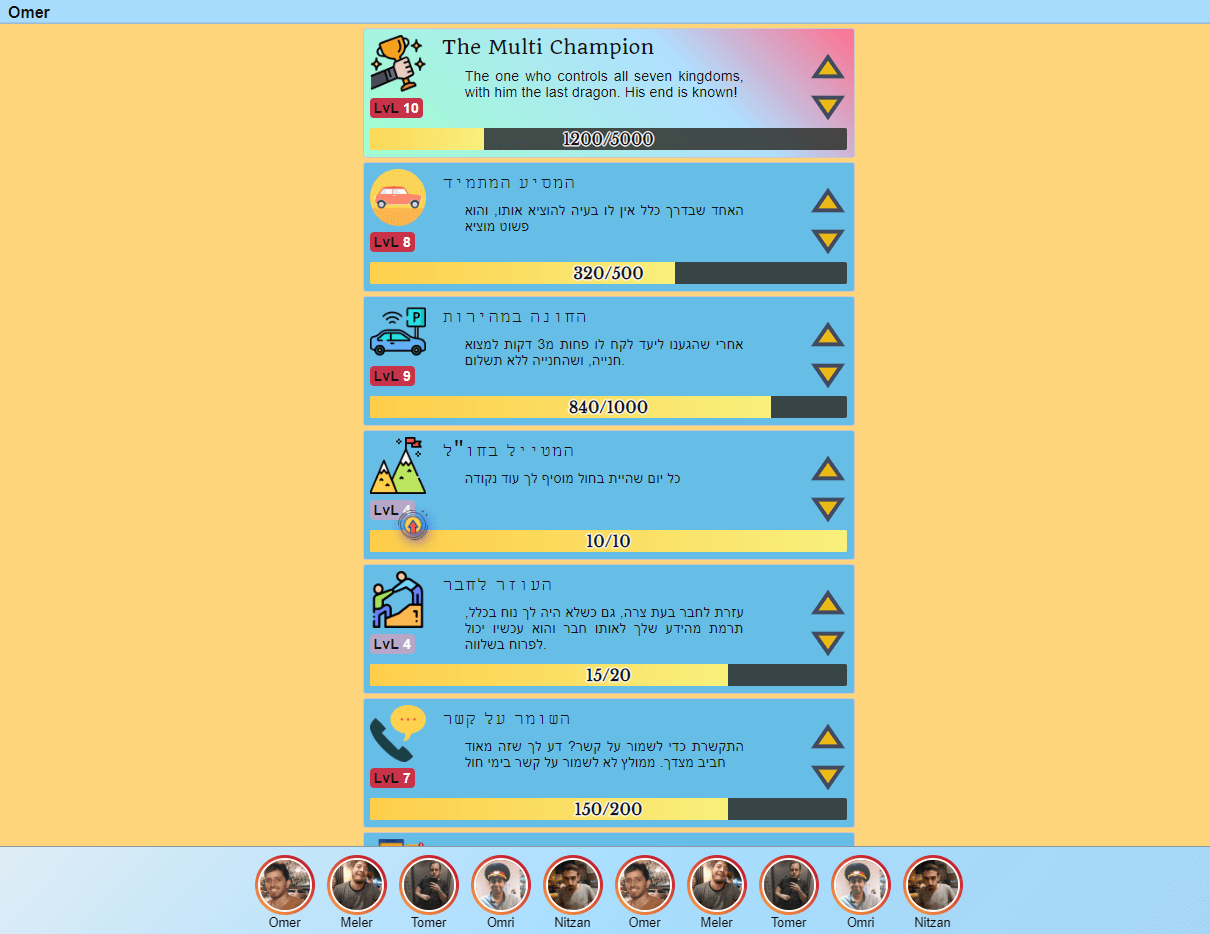 Omer
The Multi Champion
The one who controls all seven kingdoms,
with him the last dragon. His end is known!
LvL 10
1200/5000
המסיע המתמיד
האחד שבדרך כלל אין לו בעיה להוציא אותו, והוא
פשוט מוציא
LvL 8
320/500
החונה במהירות
P
אחרי שהגענו ליעד לקח לו פחות מ3 דקות למצוא
חנייה, ושהחנייה ללא תשלום.
LvL 9
840/1000
המטייל בחו"ל
כל יום שהיית בחול מוסיף לך עוד נקודה
LvL 4
10/10
העוזר לחבר
עזרת לחבר בעת צרה, גם כשלא היה לך נוח בכלל,
תרמת מהידע שלך לאותו חבר והוא עכשיו יכול
לפרוח בשלווה.
LvL 4
15/20
השומר על קשר
התקשרת כדי לשמור על קשר? דע לך שזה מאוד
חביב מצדך. ממולץ לא לשמור על קשר בימי חול
LvL 7
150/200
Omer Meler Tomer Omri Nitzan Omer Meler Tomer Omri Nitzan